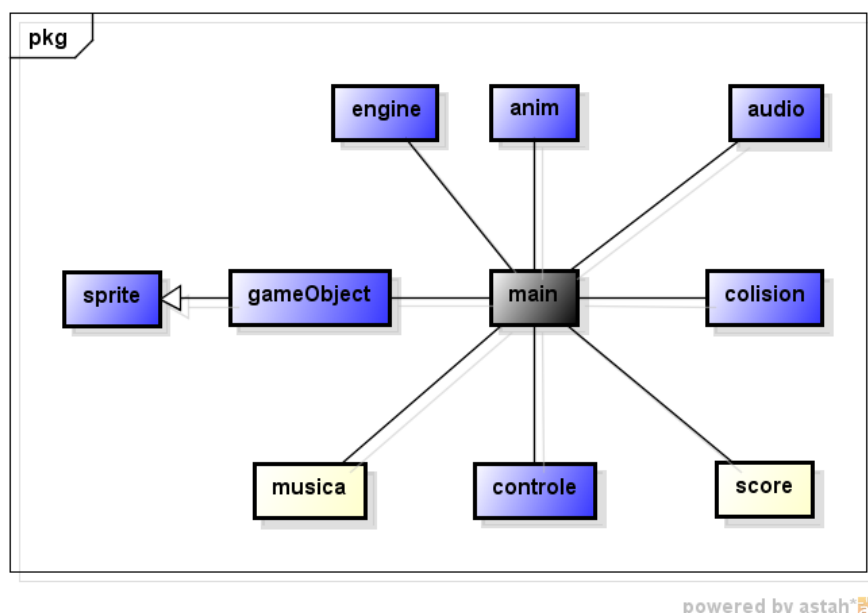 pkg
engine
anim
audio
sprite
gameObject
main
colision
musica
controle
score
powered by astah*